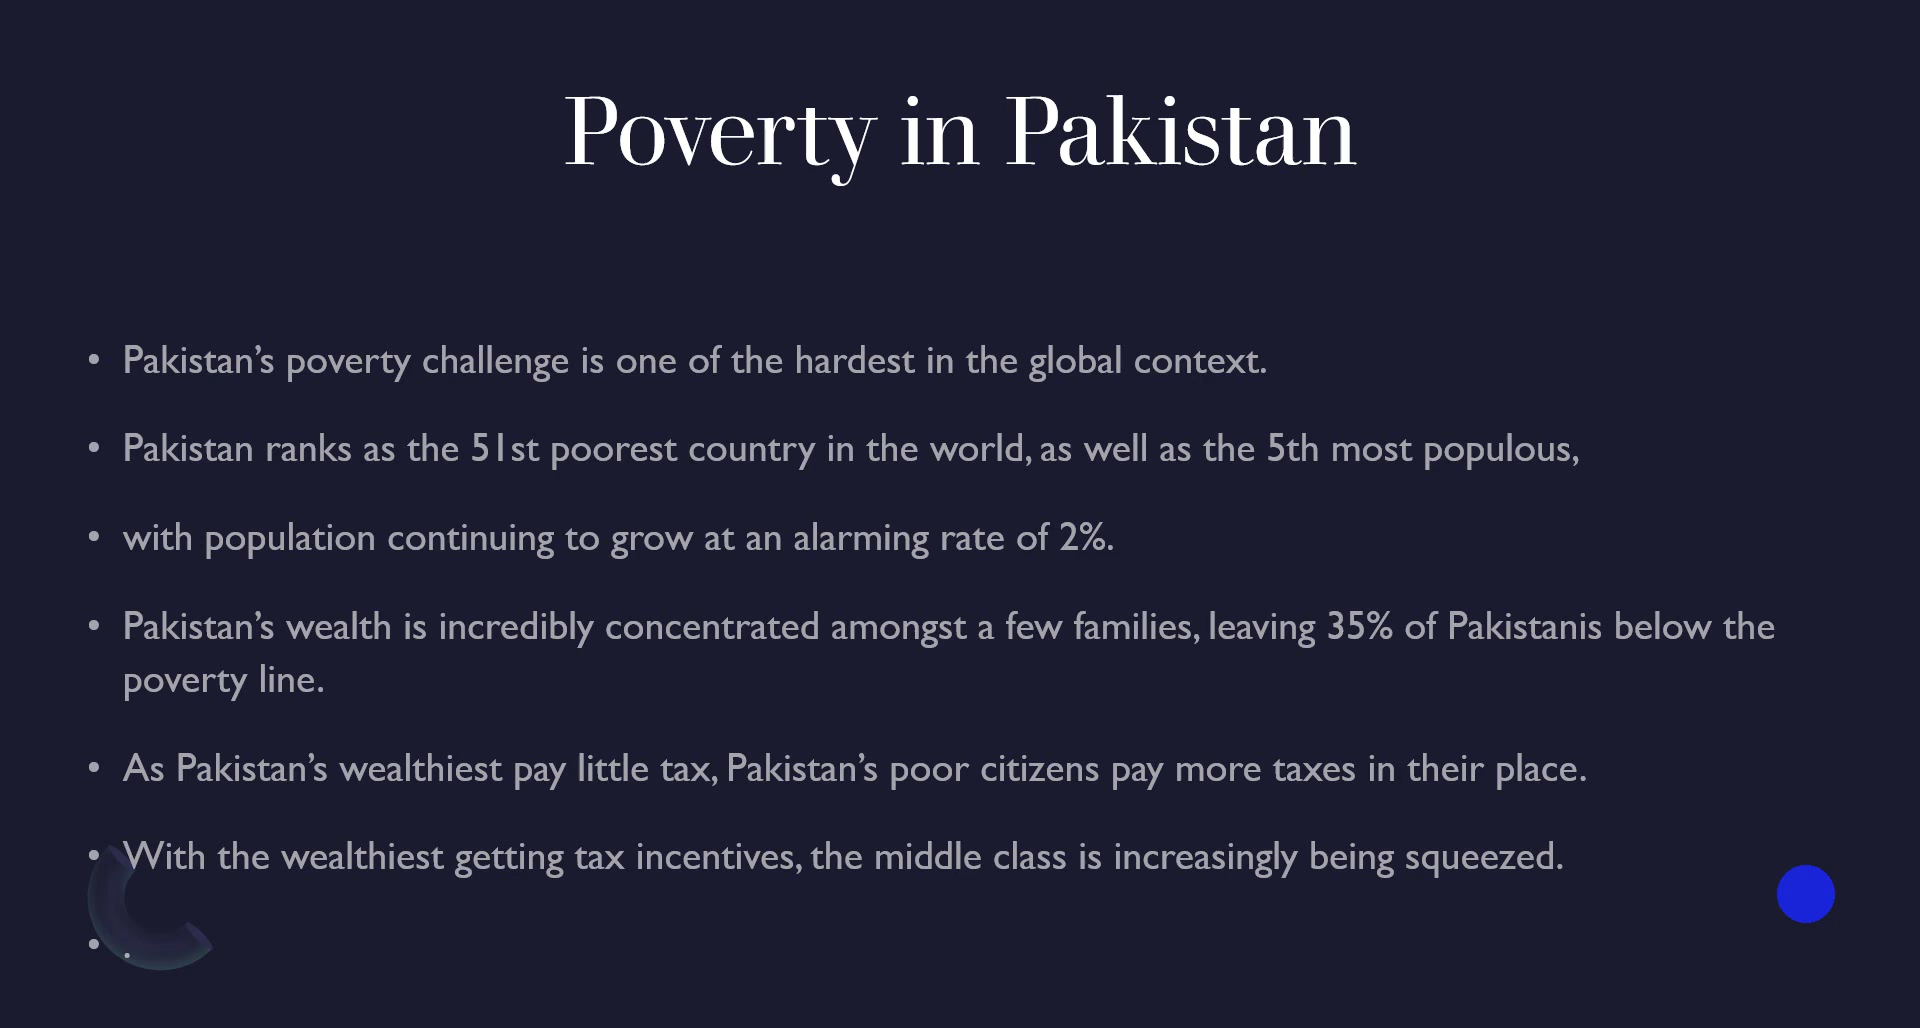 Poverty in Pakistan
• Pakistan’s poverty challenge is one of the hardest in the global context.
• Pakistan ranks as the 51st poorest country in the world, as well as the 5th most populous,
• with population continuing to grow at an alarming rate of 2%.
• Pakistan’s wealth is incredibly concentrated amongst a few families, leaving 35% of Pakistanis below the
poverty line.
• As Pakistan’s wealthiest pay little tax, Pakistan’s poor citizens pay more taxes in their place.
• With the wealthiest getting tax incentives, the middle class is increasingly being squeezed.
• .